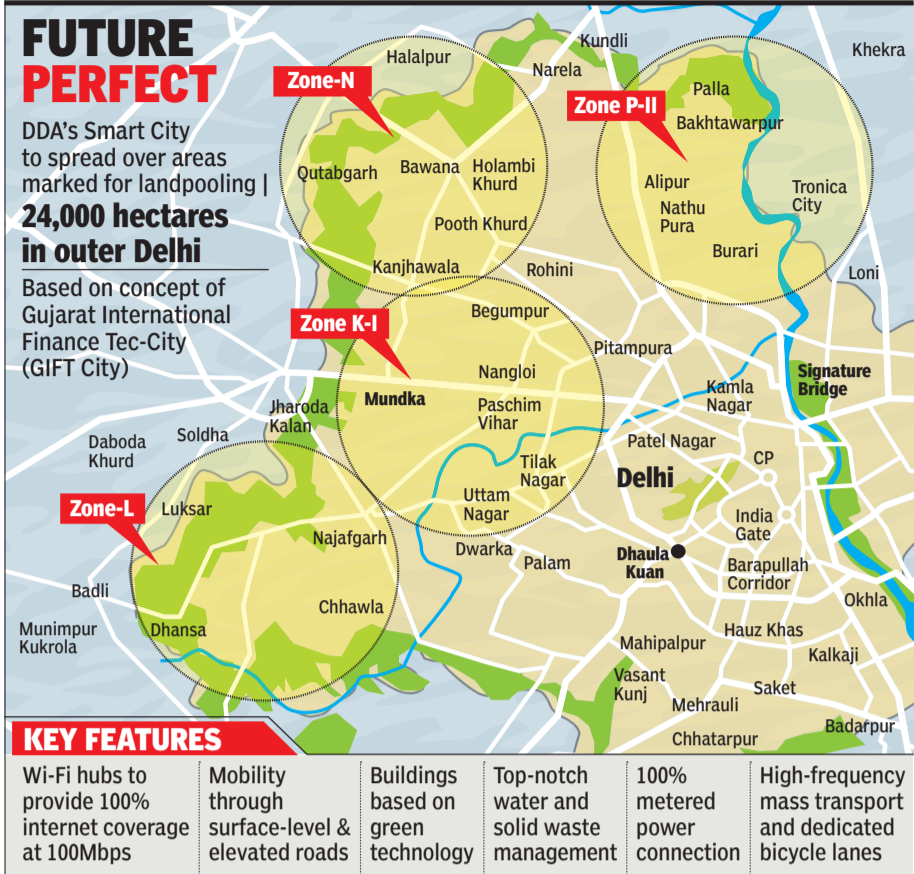 FUTURE
PERFECT
DDA's Smart City
to spread over areas
marked for landpooling |
24,000 hectares
in outer Delhi
Based on concept of
Gujarat International
Finance Tec-City
(GIFT City)
Halalpur
Kundli
Khekra
Narela
Zone-N
Palla
Zone P-II
Bakhtawarpur
Qutabgarh
Bawana
Holambi
Khurd
Alipur
Tronica
City
Nathu
Pura
Pooth Khurd
Burari
Kanjhawala
Rohini
Loni
Zone K-I
Begumpur
Pitampura
Nangloi
Signature
Bridge
Mundka
Kamla
Nagar
Jharoda
Kalan
Paschim
Vihar
Daboda
Khurd
Soldha
Patel Nagar
CP
Tilak
Nagar
Delhi
Zone-L
Luksar
Uttam
Nagar
India
Gate
Najafgarh
Dwarka
Palam
Dhaula
Kuan
Barapullah
Corridor
Badli
Chhawla
Okhla
Munimpur
Kukrola
Dhansa
Mahipalpur
Hauz Khas
Kalkaji
Vasant
Kunj
Saket
Mehrauli
Badarpur
Chhatarpur
KEY FEATURES
Wi-Fi hubs to
provide 100%
internet coverage
at 100Mbps
Mobility
through
surface-level &
elevated roads
Buildings
based on
green
technology
Top-notch
water and
solid waste
management
100%
metered
power
connection
High-frequency
mass transport
and dedicated
bicycle lanes